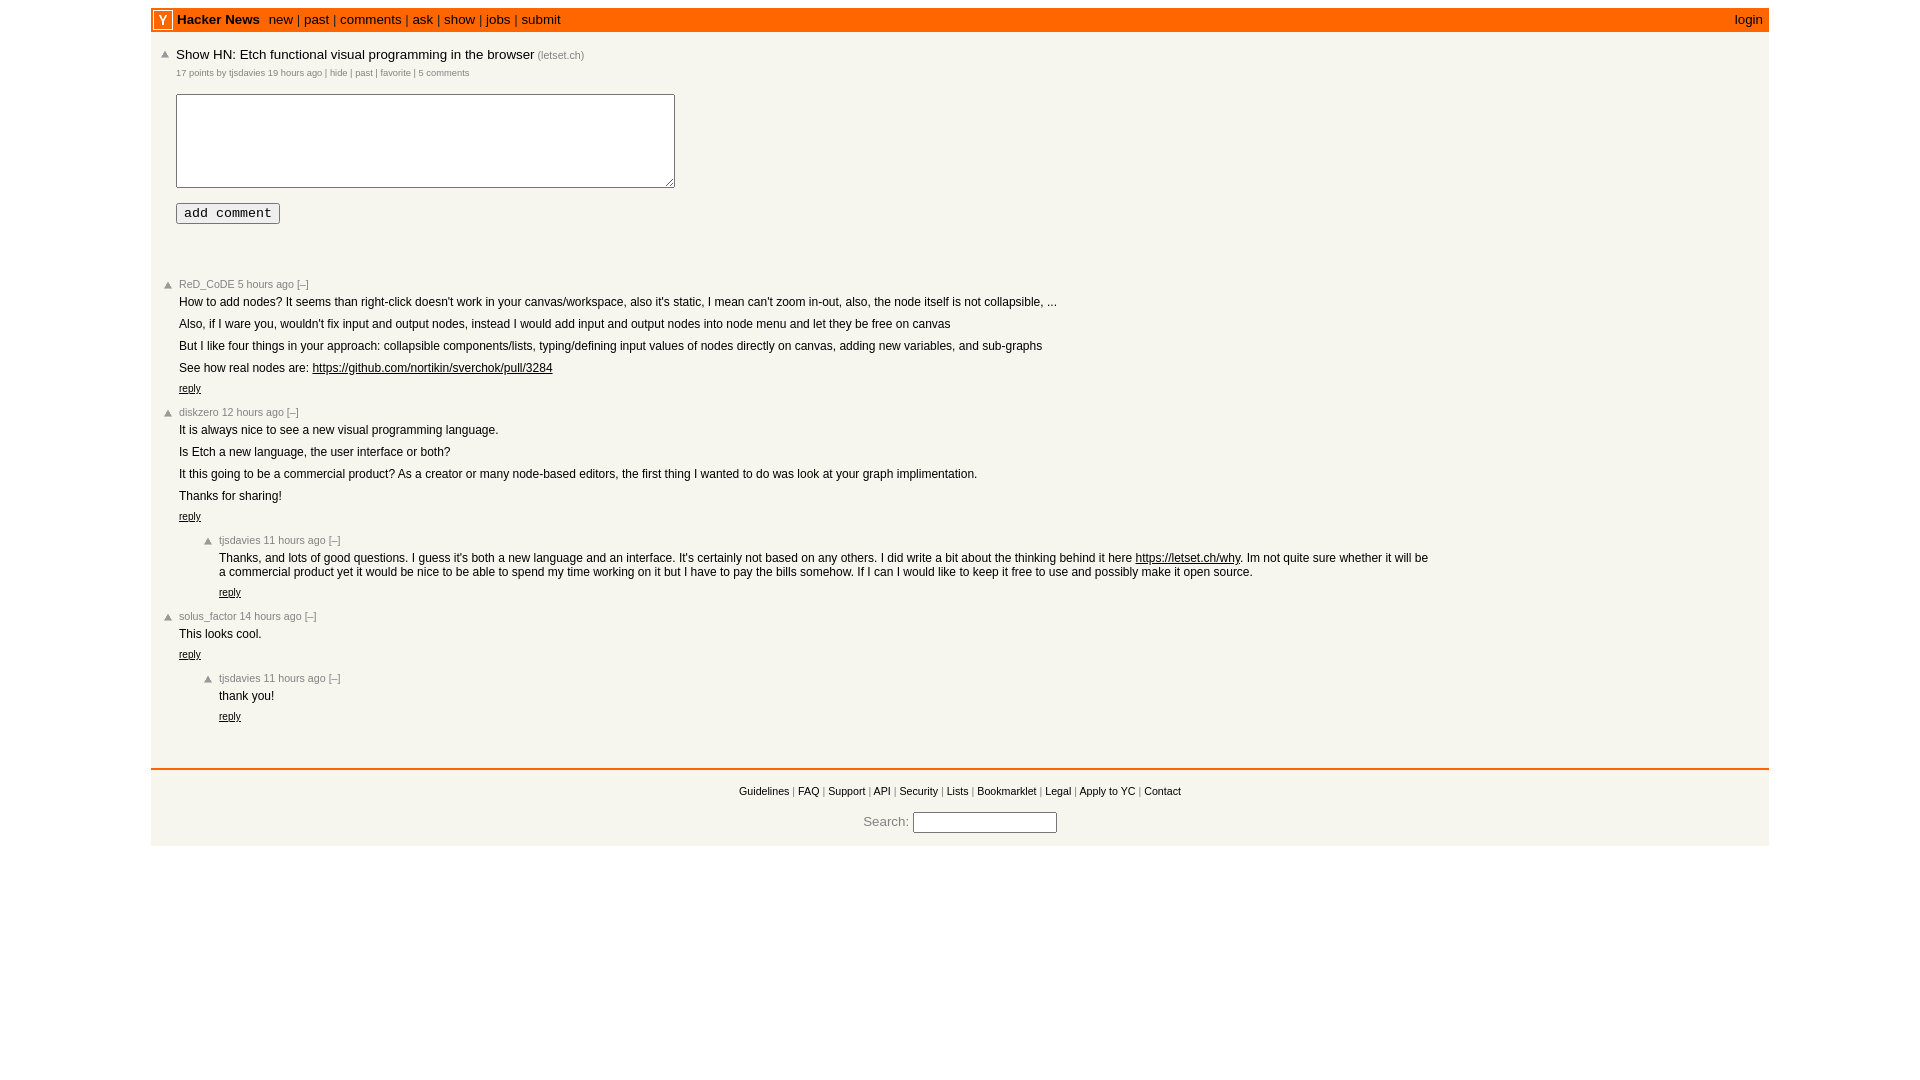 Y Hacker News new | past | comments | ask | show | jobs | submit login
Show HN: Etch functional visual programming in the browser (letset.ch)
17 points by tjsdavies 19 hours ago | hide | past | favorite | 5 comments
add comment
ReD_CoDE 5 hours ago [–]
How to add nodes? It seems than right-click doesn't work in your canvas/workspace, also it's static, I mean can't zoom in-out, also, the node itself is not collapsible, ...
Also, if I ware you, wouldn't fix input and output nodes, instead I would add input and output nodes into node menu and let they be free on canvas
But I like four things in your approach: collapsible components/lists, typing/defining input values of nodes directly on canvas, adding new variables, and sub-graphs
See how real nodes are: https://github.com/nortikin/sverchok/pull/3284
reply
diskzero 12 hours ago [–]
It is always nice to see a new visual programming language.
Is Etch a new language, the user interface or both?
It this going to be a commercial product? As a creator or many node-based editors, the first thing I wanted to do was look at your graph implimentation.
Thanks for sharing!
reply
tjsdavies 11 hours ago [–]
Thanks, and lots of good questions. I guess it's both a new language and an interface. It's certainly not based on any others. I did write a bit about the thinking behind it here https://letset.ch/why. Im not quite sure whether it will be
a commercial product yet it would be nice to be able to spend my time working on it but I have to pay the bills somehow. If I can I would like to keep it free to use and possibly make it open source.
reply
solus_factor 14 hours ago [–]
This looks cool.
reply
tjsdavies 11 hours ago [–]
thank you!
reply
Guidelines | FAQ | Support | API | Security | Lists | Bookmarklet | Legal | Apply to YC | Contact
Search: